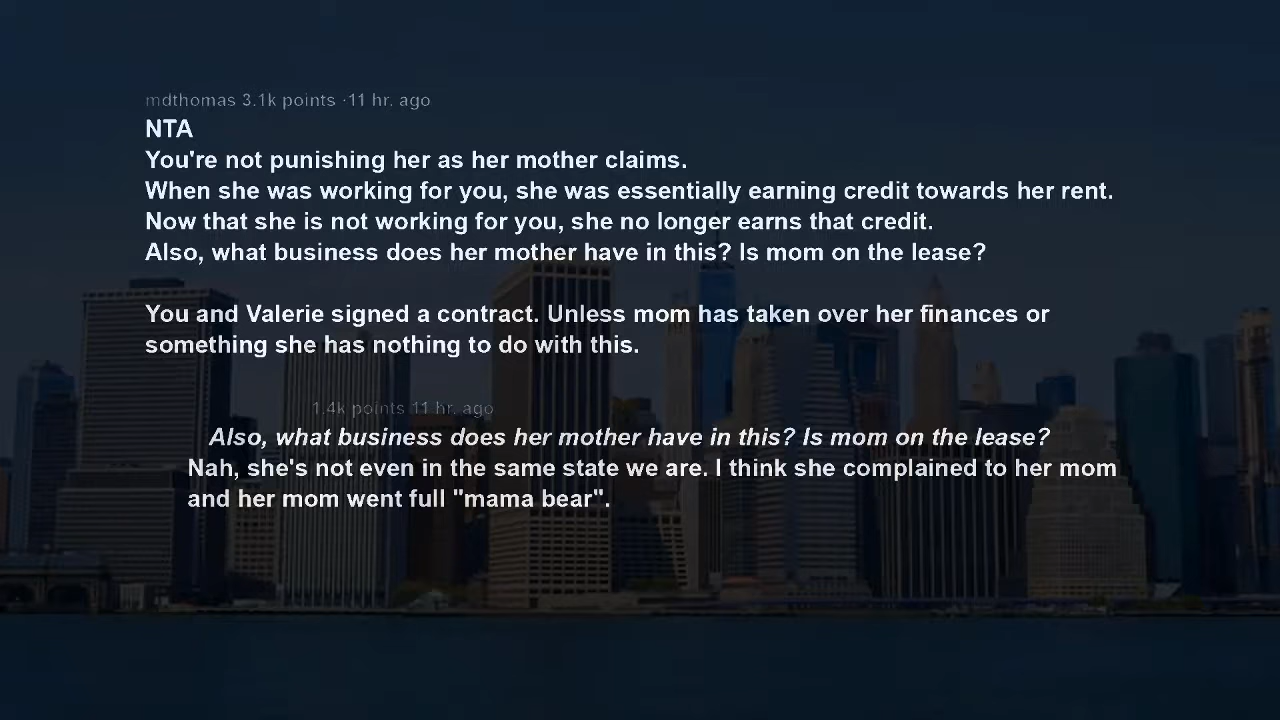 mdthomas 3.1k points ·11 hr. ago
NTA
You're not punishing her as her mother claims.
When she was working for you, she was essentially earning credit towards her rent.
Now that she is not working for you, she no longer earns that credit.
Also, what business does her mother have in this? Is mom on the lease?
You and Valerie signed a contract. Unless mom has taken over her finances or
something she has nothing to do with this.
1.4k points 11 hr. ago
Also, what business does her mother have in this? Is mom on the lease?
Nah, she's not even in the same state we are. I think she complained to her mom
and her mom went full "mama bear".